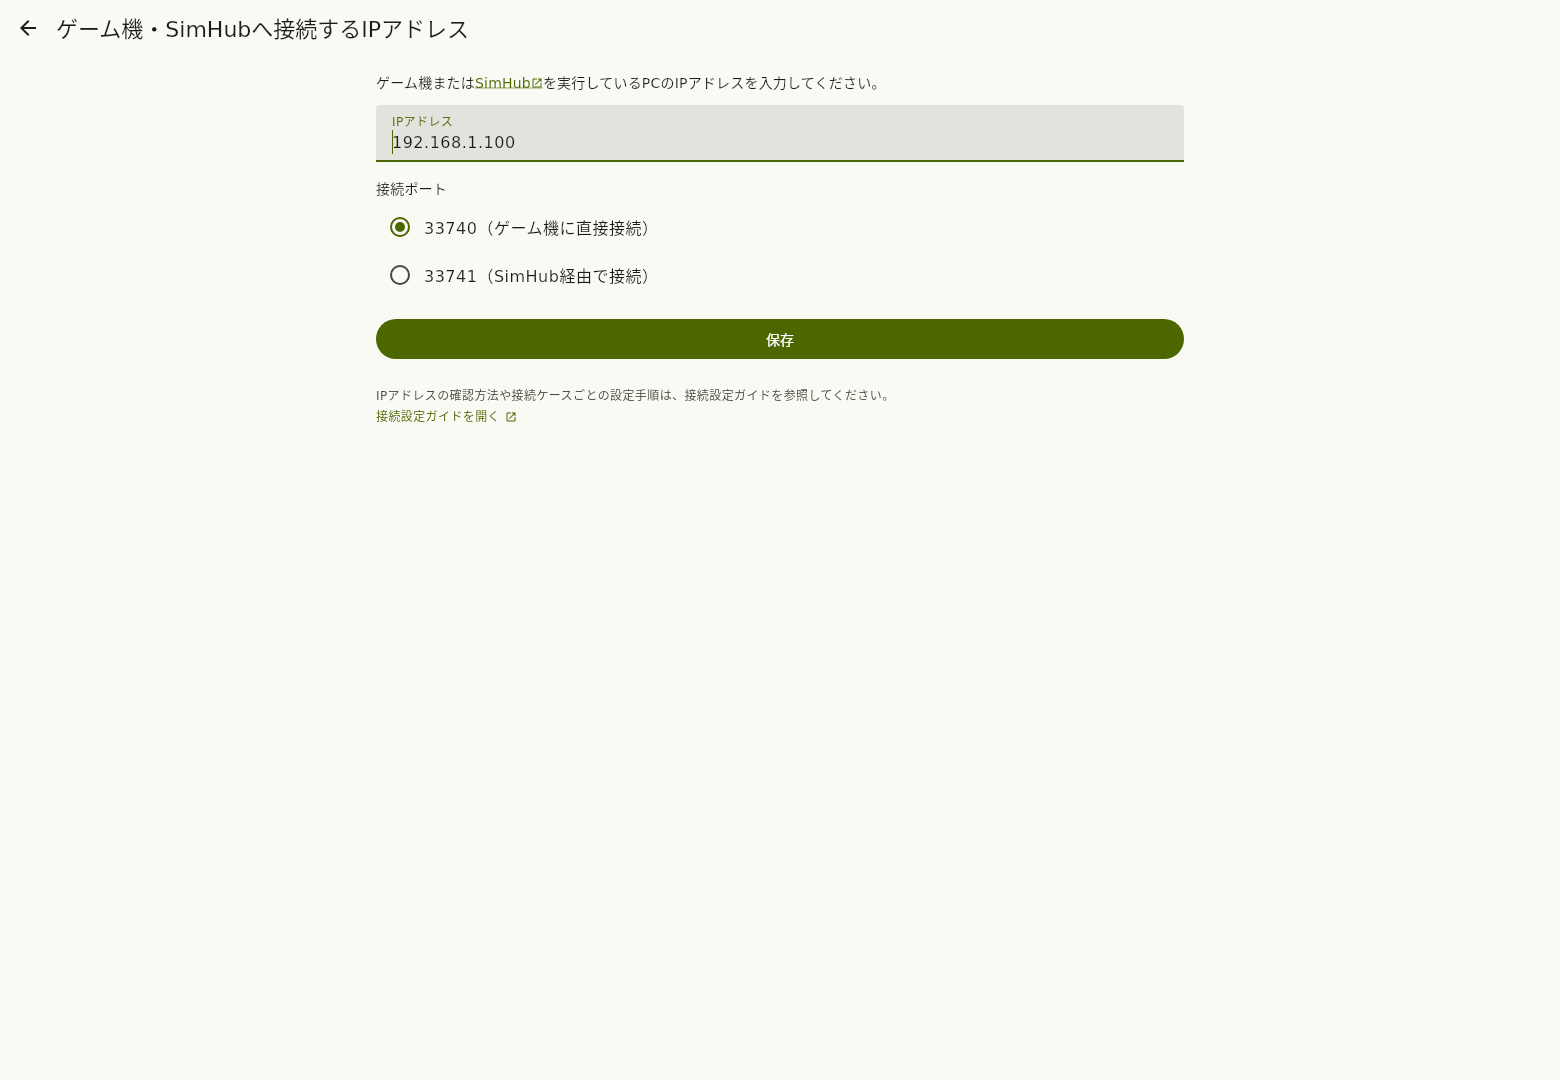 ゲーム機・SimHubへ接続するIPアドレス
ゲーム機またはSimHubを実行しているPCのIPアドレスを入力してください。
IPアドレス
192.168.1.100
接続ポート
33740（ゲーム機に直接接続）
33741（SimHub経由で接続）
保存
IPアドレスの確認方法や接続ケースごとの設定手順は、接続設定ガイドを参照してください。
接続設定ガイドを開く